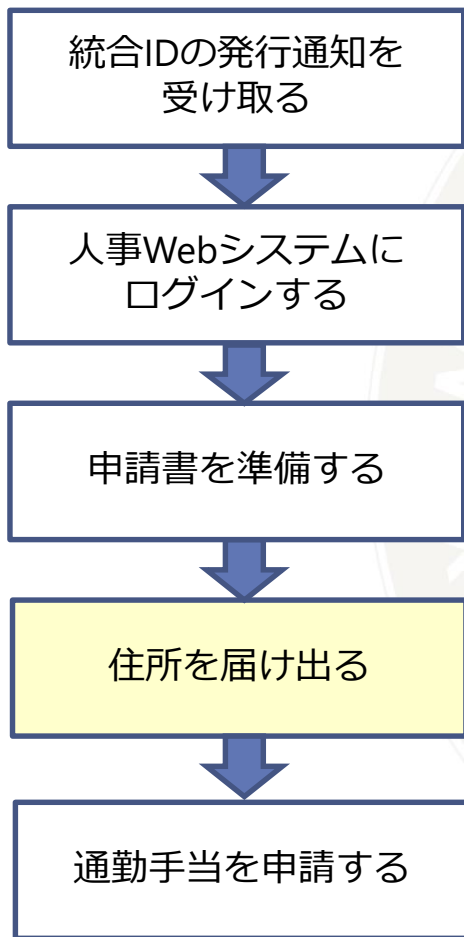 統合IDの発行通知を
受け取る
人事Webシステムに
ログインする
申請書を準備する
住所を届け出る
通勤手当を申請する